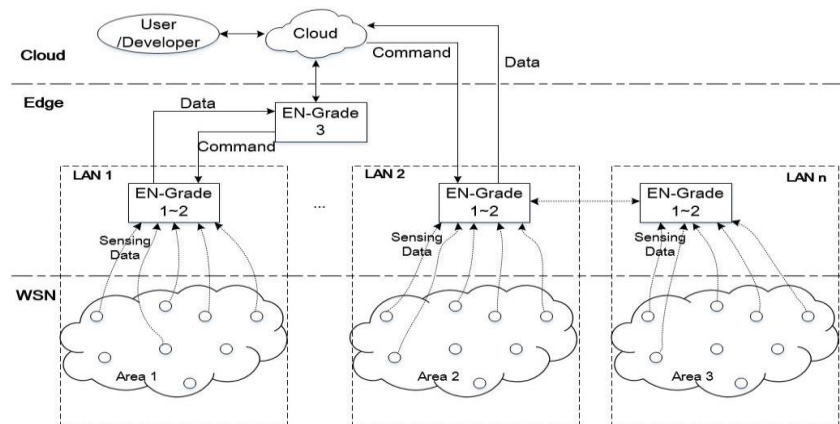 User
/Developer
Cloud
Command
Data
Cloud
Edge
Data
EN-Grade
3
Command
LAN 1
EN-Grade
1~2
...
LAN 2
EN-Grade
1~2
EN-Grade
1~2
LAN n
Sensing
Data
Sensing
Data
Sensing
Data
WSN
Area 1
Area 2
Area 3